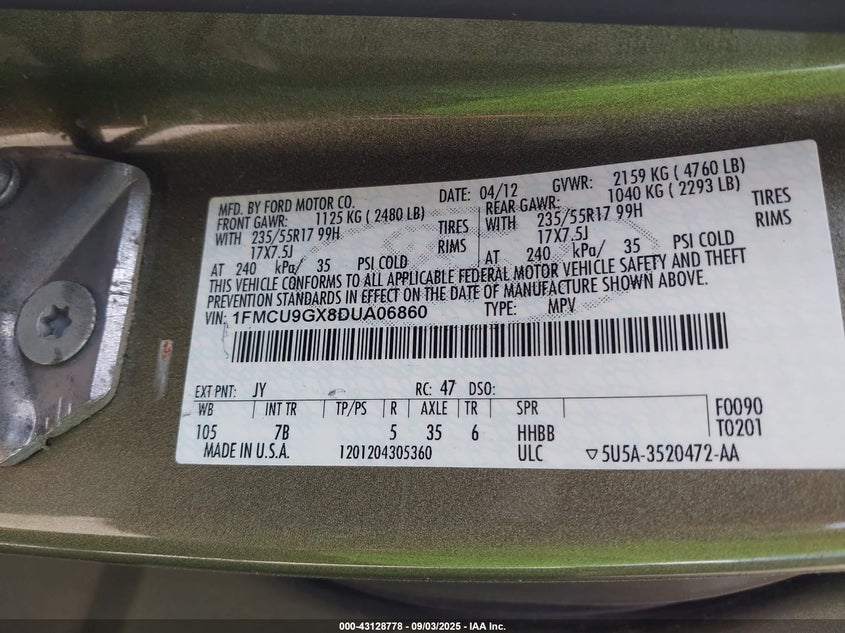 MFD. BY FORD MOTOR CO. DATE: 04/12 GVWR: 2159 KG ( 4760 LB)
FRONT GAWR: 1125 KG ( 2480 LB) REAR GAWR: 1040 KG ( 2293 LB)
WITH 235/55R17 99H TIRES WITH 235/55R17 99H TIRES
17X7.5J RIMS 17X7.5J RIMS
AT 240 kPa/ 35 PSI COLD AT 240 kPa/ 35 PSI COLD
THIS VEHICLE CONFORMS TO ALL APPLICABLE FEDERAL MOTOR VEHICLE SAFETY AND THEFT
PREVENTION STANDARDS IN EFFECT ON THE DATE OF MANUFACTURE SHOWN ABOVE.
VIN: 1FMCU9GX8DUA06860 TYPE: MPV
EXT PNT: JY RC: 47 DSO:
WB INT TR TP/PS R AXLE TR SPR F0090
105 7B 5 35 6 HHBB T0201
MADE IN U.S.A. 1201204305360 ULC ▽5U5A-3520472-AA
000-43128778 - 09/03/2025 - IAA Inc.